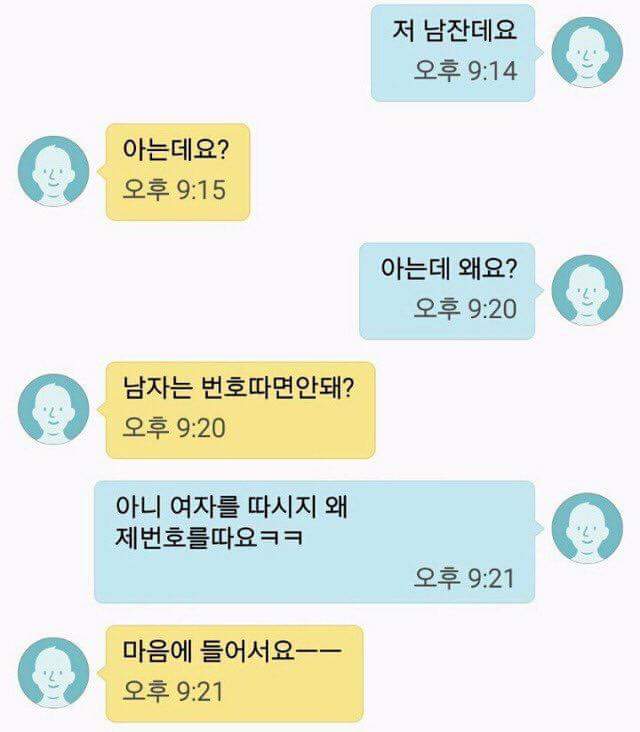 저 남잔데요
오후 9:14
아는데요?
오후 9:15
아는데 왜요?
오후 9:20
남자는 번호따면안돼?
오후 9:20
아니 여자를 따시지 왜
제번호를따요ㅋㅋ
오후 9:21
마음에 들어서요ㅡㅡ
오후 9:21